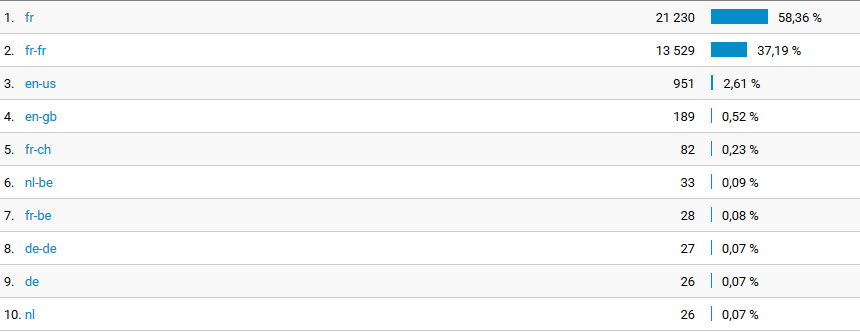 1. fr 21 230 58,36 %
2. fr-fr 13 529 37,19 %
3. en-us 951 2,61 %
4. en-gb 189 0,52 %
5. fr-ch 82 0,23 %
6. nl-be 33 0,09 %
7. fr-be 28 0,08 %
8. de-de 27 0,07 %
9. de 26 0,07 %
10. nl 26 0,07 %